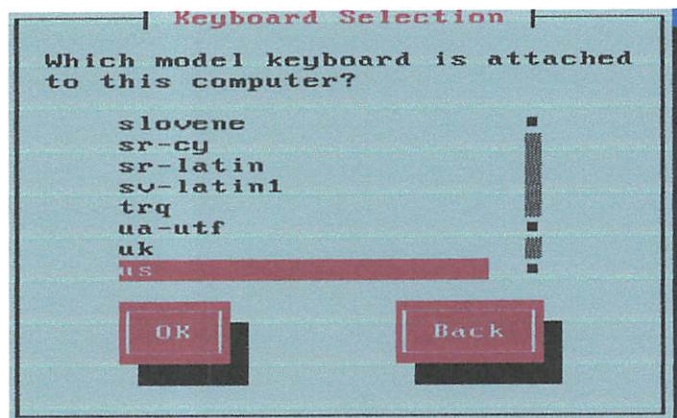 Keyboard Selection
Which model keyboard is attached
to this computer?
slovene
sr-cy
sr-latin
sv-latin1
trq
ua-utf
uk
us
OK
Back